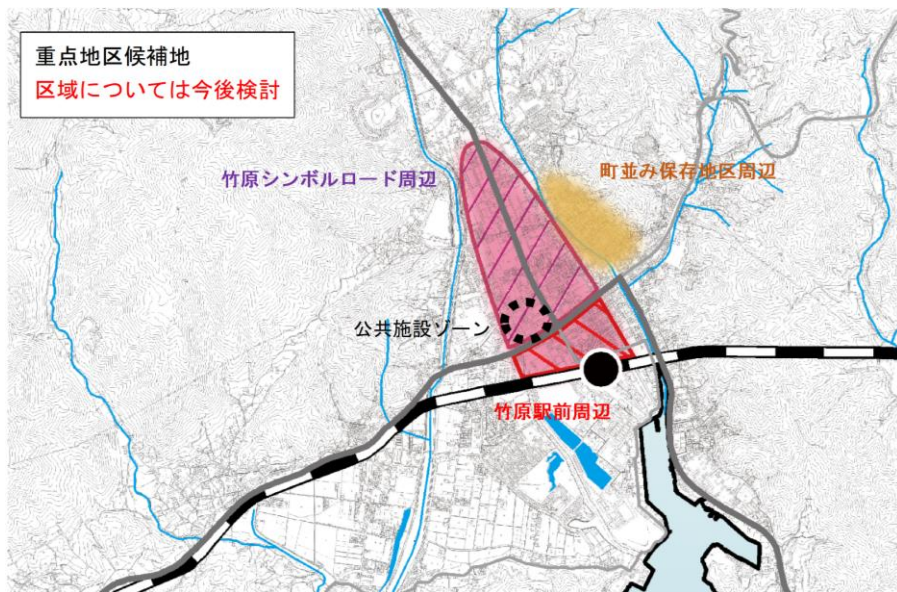 重点地区候補地
区域については今後検討
竹原シンボルロード周辺
町並み保存地区周辺
公共施設ゾーン
竹原駅前周辺